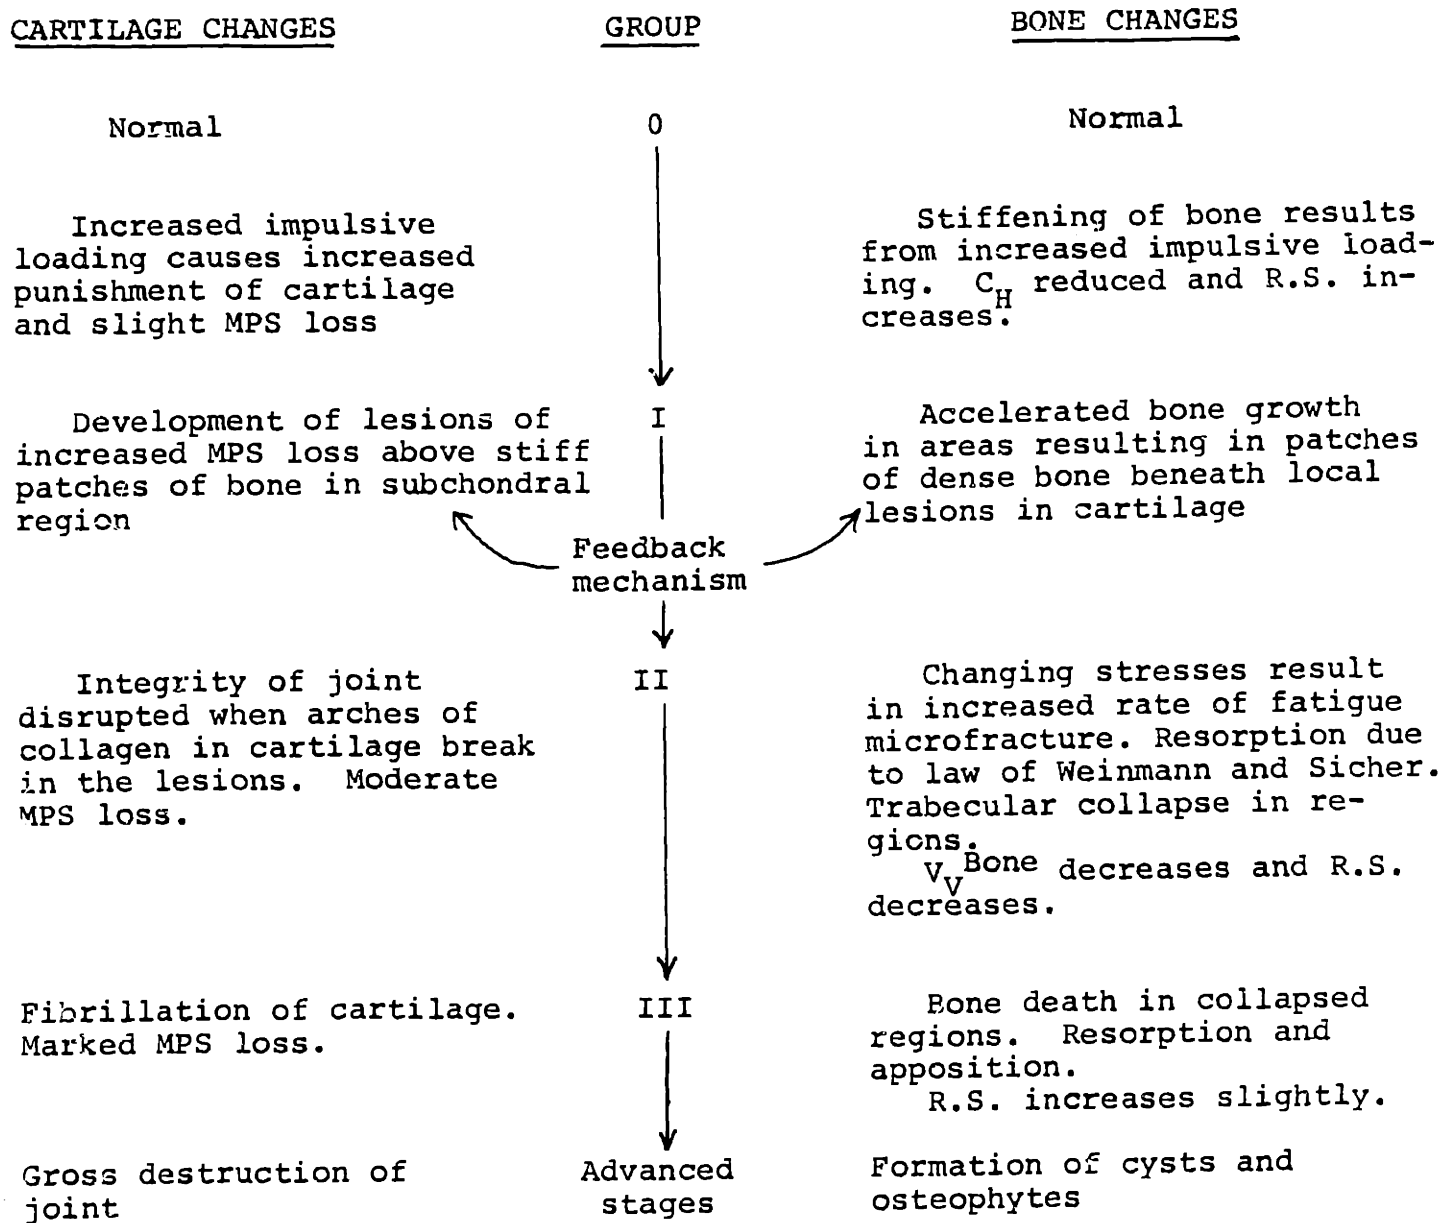 CARTILAGE CHANGES
GROUP
BONE CHANGES
Normal
0
Normal
Increased impulsive
loading causes increased
punishment of cartilage
and slight MPS loss
Stiffening of bone results
from increased impulsive load-
ing. C_H reduced and R.S. in-
creases.
Development of lesions of
increased MPS loss above stiff
patches of bone in subchondral
region
I
Accelerated bone growth
in areas resulting in patches
of dense bone beneath local
lesions in cartilage
Feedback
mechanism
Integrity of joint
disrupted when arches of
collagen in cartilage break
in the lesions. Moderate
MPS loss.
II
Changing stresses result
in increased rate of fatigue
microfracture. Resorption due
to law of Weinmann and Sicher.
Trabecular collapse in re-
gions.
V_V^Bone decreases and R.S.
decreases.
Fibrillation of cartilage.
Marked MPS loss.
III
Bone death in collapsed
regions. Resorption and
apposition.
R.S. increases slightly.
Gross destruction of
joint
Advanced
stages
Formation of cysts and
osteophytes